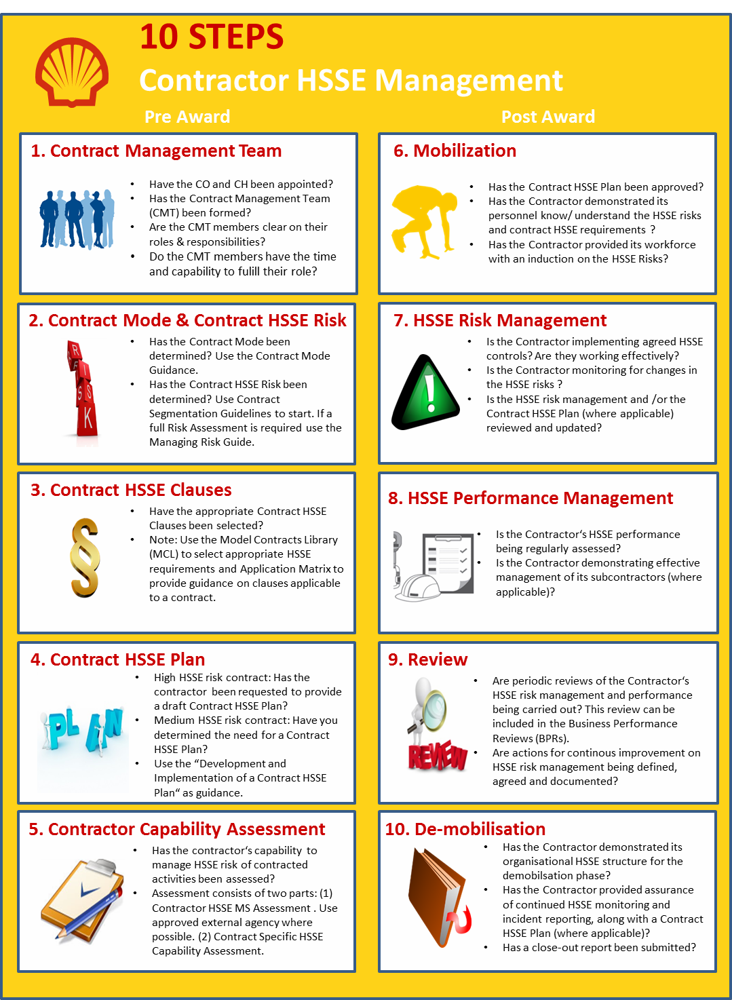 10 STEPS
Contractor HSSE Management
Pre Award
Post Award
1. Contract Management Team
• Have the CO and CH been appointed?
• Has the Contract Management Team
(CMT) been formed?
• Are the CMT members clear on their
roles & responsibilities?
• Do the CMT members have the time
and capability to fulill their role?
2. Contract Mode & Contract HSSE Risk
RISK
• Has the Contract Mode been
determined? Use the Contract Mode
Guidance.
• Has the Contract HSSE Risk been
determined? Use Contract
Segmentation Guidelines to start. If a
full Risk Assessment is required use the
Managing Risk Guide.
3. Contract HSSE Clauses
§
• Have the appropriate Contract HSSE
Clauses been selected?
• Note: Use the Model Contracts Library
(MCL) to select appropriate HSSE
requirements and Application Matrix to
provide guidance on clauses applicable
to a contract.
4. Contract HSSE Plan
PLAN
• High HSSE risk contract: Has the
contractor been requested to provide
a draft Contract HSSE Plan?
• Medium HSSE risk contract: Have you
determined the need for a Contract
HSSE Plan?
• Use the “Development and
Implementation of a Contract HSSE
Plan“ as guidance.
5. Contractor Capability Assessment
• Has the contractor‘s capability to
manage HSSE risk of contracted
activities been assessed?
• Assessment consists of two parts: (1)
Contractor HSSE MS Assessment . Use
approved external agency where
possible. (2) Contract Specific HSSE
Capability Assessment.
6. Mobilization
• Has the Contract HSSE Plan been approved?
• Has the Contractor demonstrated its
personnel know/ understand the HSSE risks
and contract HSSE requirements ?
• Has the Contractor provided its workforce
with an induction on the HSSE Risks?
7. HSSE Risk Management
!
• Is the Contractor implementing agreed HSSE
controls? Are they working effectively?
• Is the Contractor monitoring for changes in
the HSSE risks ?
• Is the HSSE risk management and /or the
Contract HSSE Plan (where applicable)
reviewed and updated?
8. HSSE Performance Management
• Is the Contractor‘s HSSE performance
being regularly assessed?
• Is the Contractor demonstrating effective
management of its subcontractors (where
applicable)?
9. Review
REVIEW
• Are periodic reviews of the Contractor‘s
HSSE risk management and performance
being carried out? This review can be
included in the Business Performance
Reviews (BPRs).
• Are actions for continous improvement on
HSSE risk management being defined,
agreed and documented?
10. De-mobilisation
• Has the Contractor demonstrated its
organisational HSSE structure for the
demobilsation phase?
• Has the Contractor provided assurance
of continued HSSE monitoring and
incident reporting, along with a Contract
HSSE Plan (where applicable)?
• Has a close-out report been submitted?